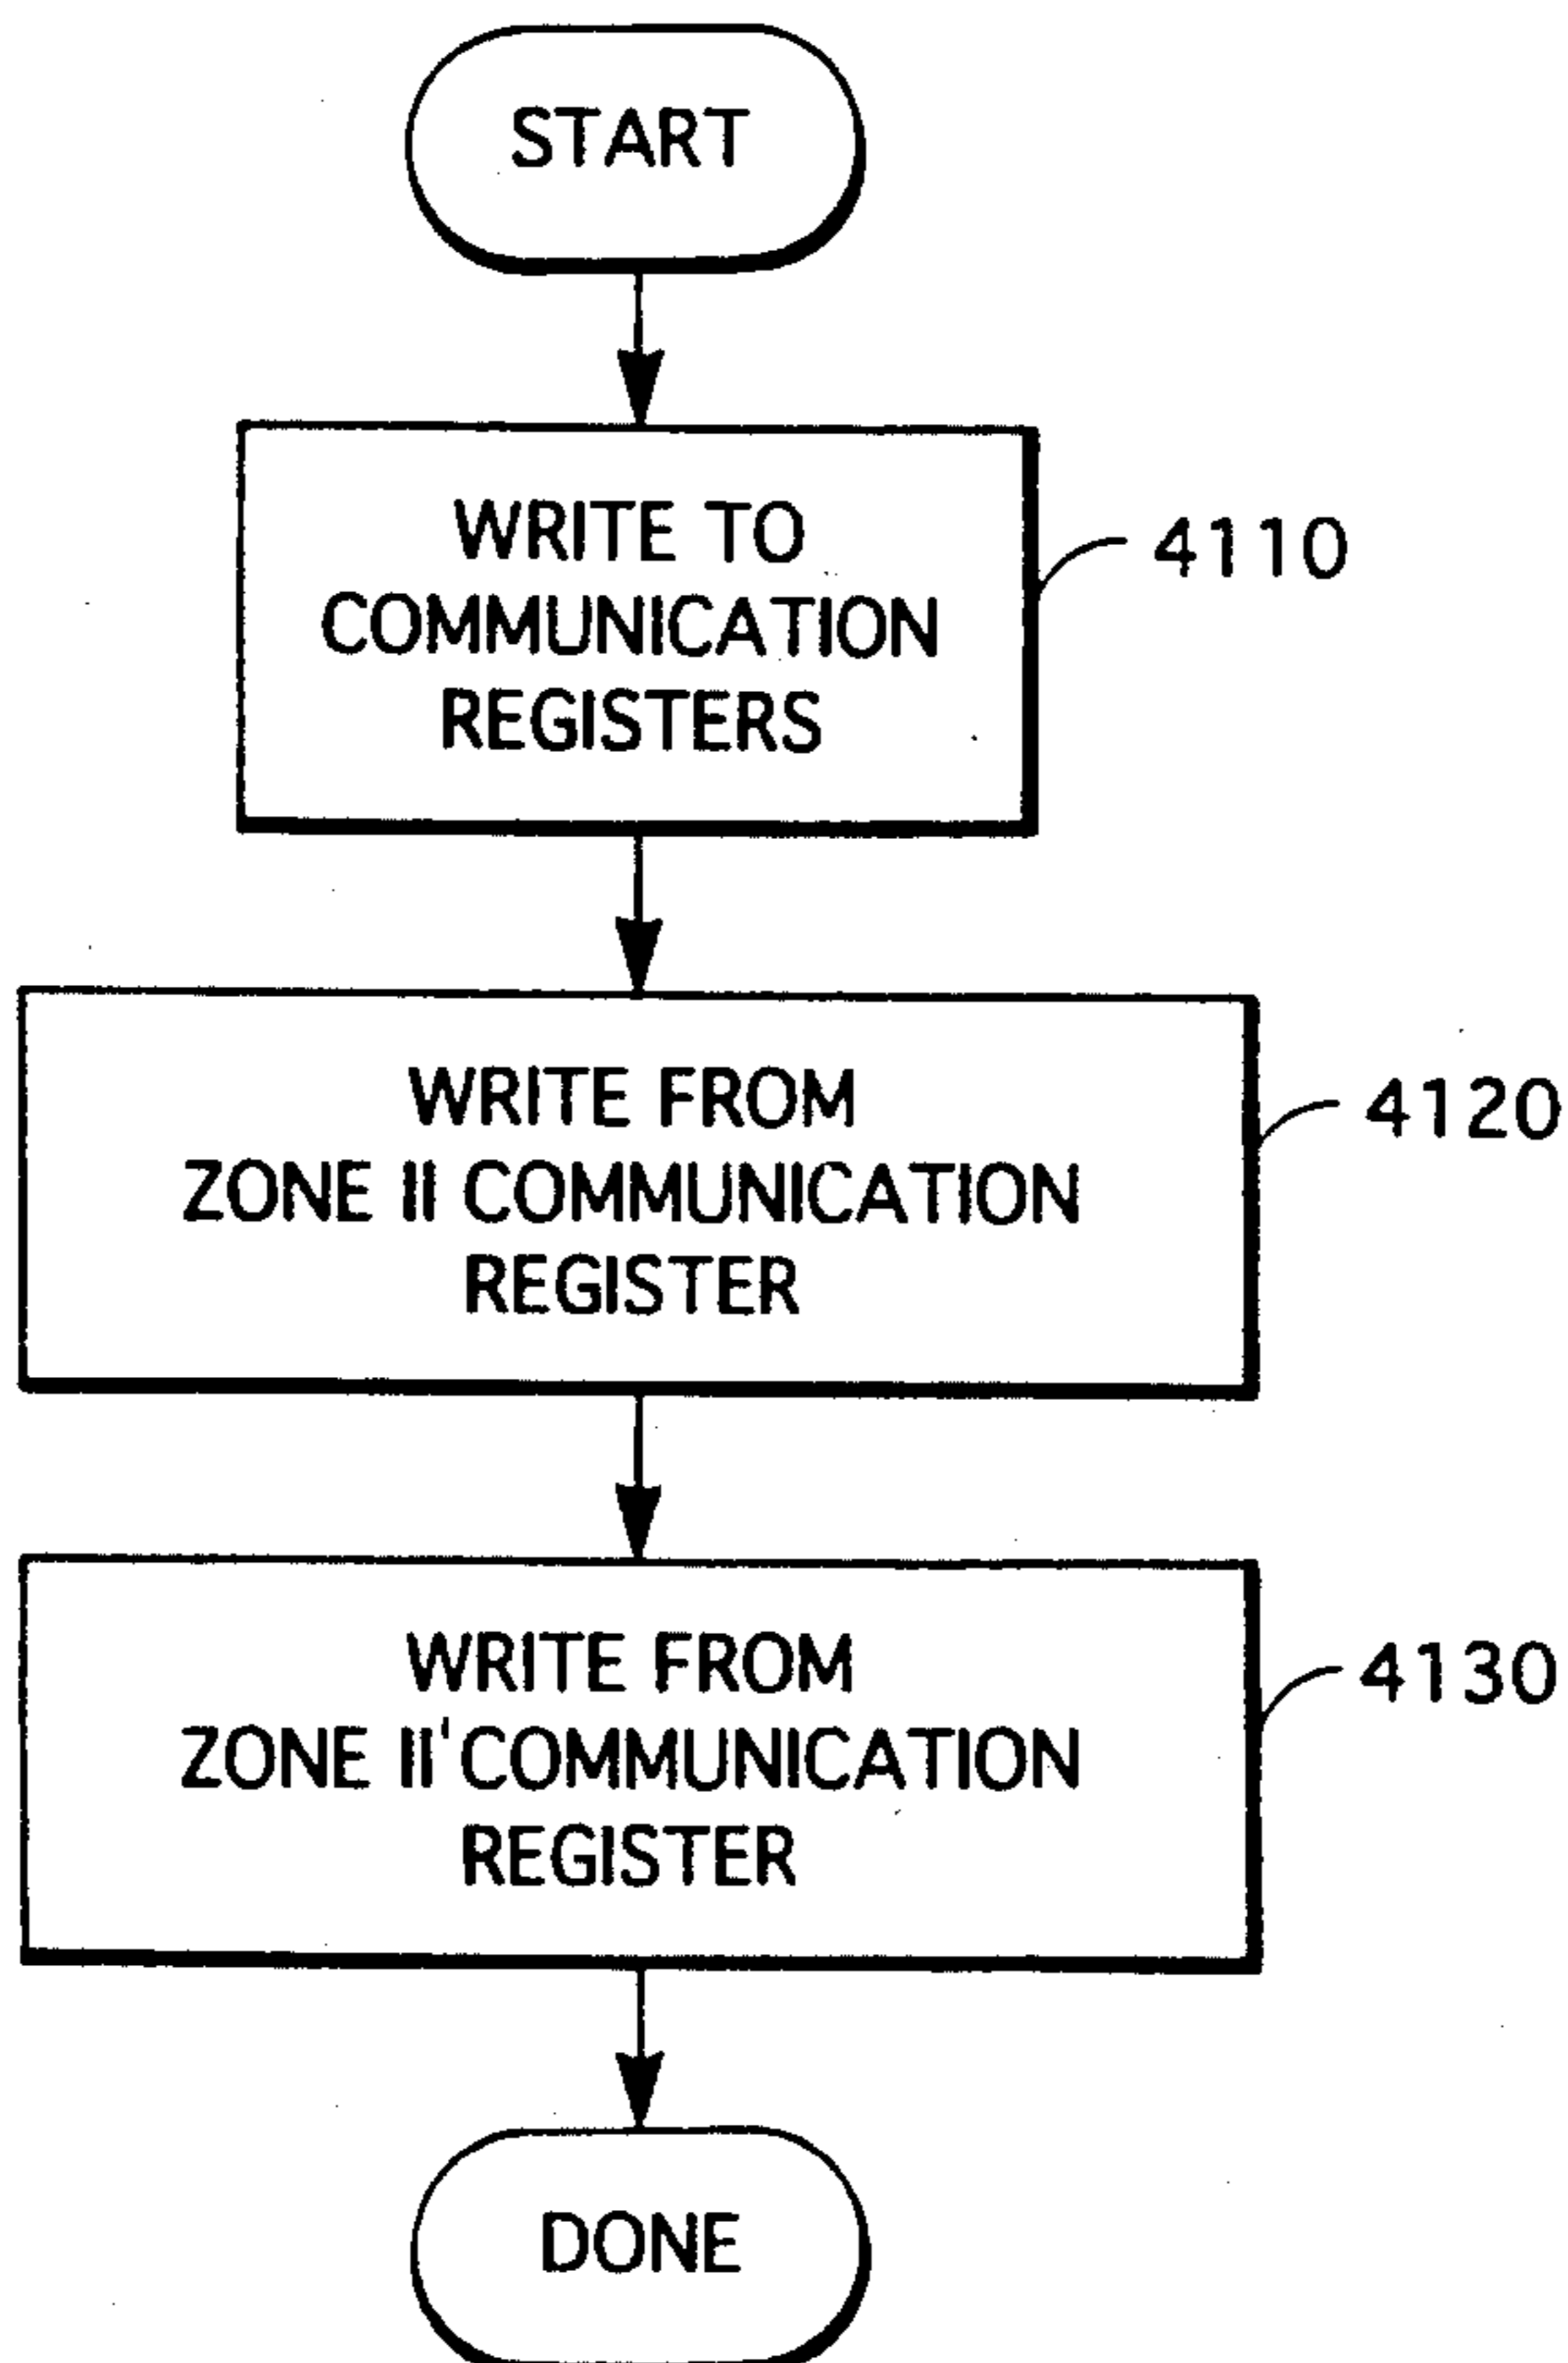 START
WRITE TO
COMMUNICATION
REGISTERS
4110
WRITE FROM
ZONE II COMMUNICATION
REGISTER
4120
WRITE FROM
ZONE II' COMMUNICATION
REGISTER
4130
DONE